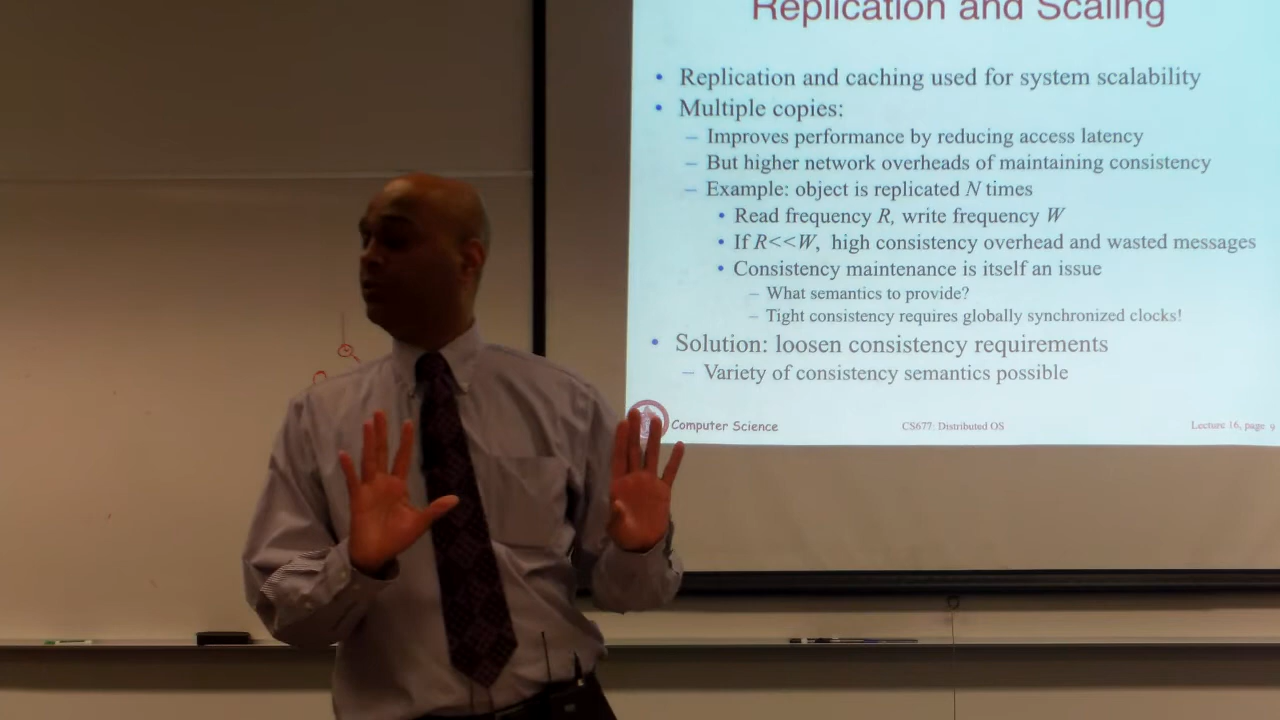 Replication and Scaling
• Replication and caching used for system scalability
• Multiple copies:
– Improves performance by reducing access latency
– But higher network overheads of maintaining consistency
– Example: object is replicated N times
• Read frequency R, write frequency W
• If R<<W, high consistency overhead and wasted messages
• Consistency maintenance is itself an issue
– What semantics to provide?
– Tight consistency requires globally synchronized clocks!
• Solution: loosen consistency requirements
– Variety of consistency semantics possible
Computer Science CS677: Distributed OS Lecture 16, page 9